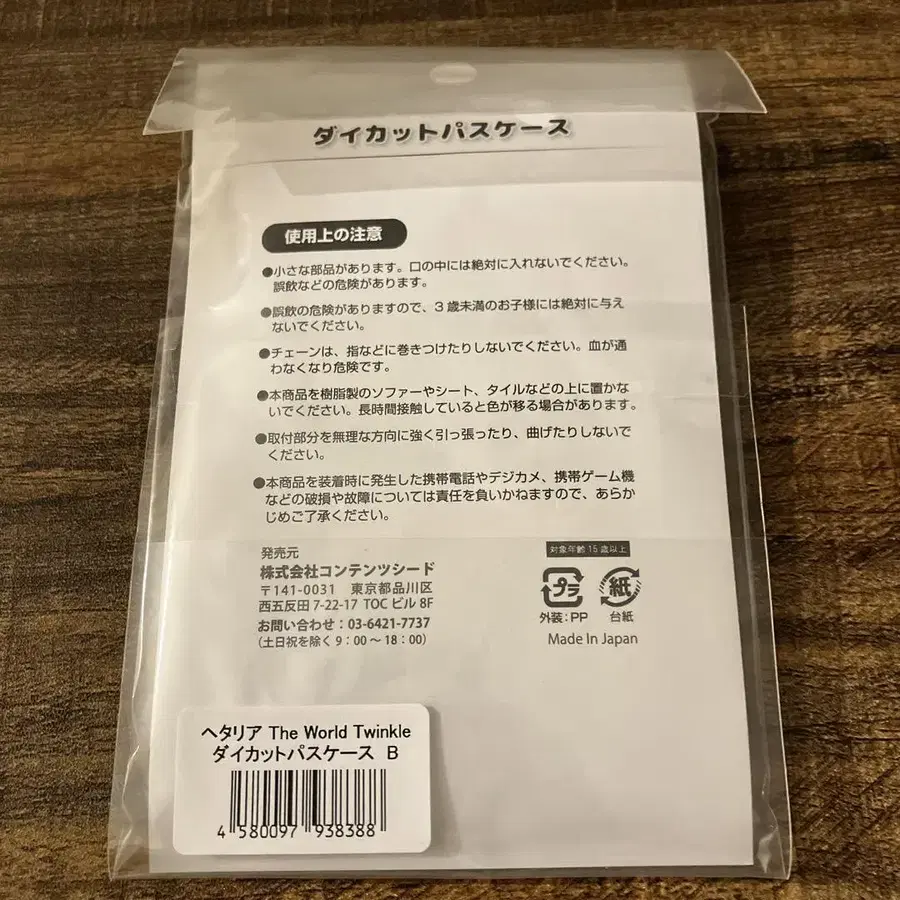 ダイカットパスケース
使用上の注意
●小さな部品があります。口の中には絶対に入れないでください。
誤飲などの危険があります。
●誤飲の危険がありますので、3歳未満のお子様には絶対に与え
ないでください。
●チェーンは、指などに巻きつけたりしないでください。血が通
わなくなり危険です。
●本商品を樹脂製のソファーやシート、タイルなどの上に置かな
いでください。長時間接触していると色が移る場合があります。
●取付部分を無理な方向に強く引っ張ったり、曲げたりしないで
ください。
●本商品を装着時に発生した携帯電話やデジカメ、携帯ゲーム機
などの破損や故障については責任を負いかねますので、あらか
じめご了承ください。
発売元
株式会社コンテンツシード
〒141-0031 東京都品川区
西五反田 7-22-17 TOC ビル 8F
お問い合わせ：03-6421-7737
（土日祝を除く 9：00～18：00）
対象年齢15歳以上
プラ 紙
外装：PP 台紙
Made In Japan
ヘタリア The World Twinkle
ダイカットパスケース B
4 580097 938388